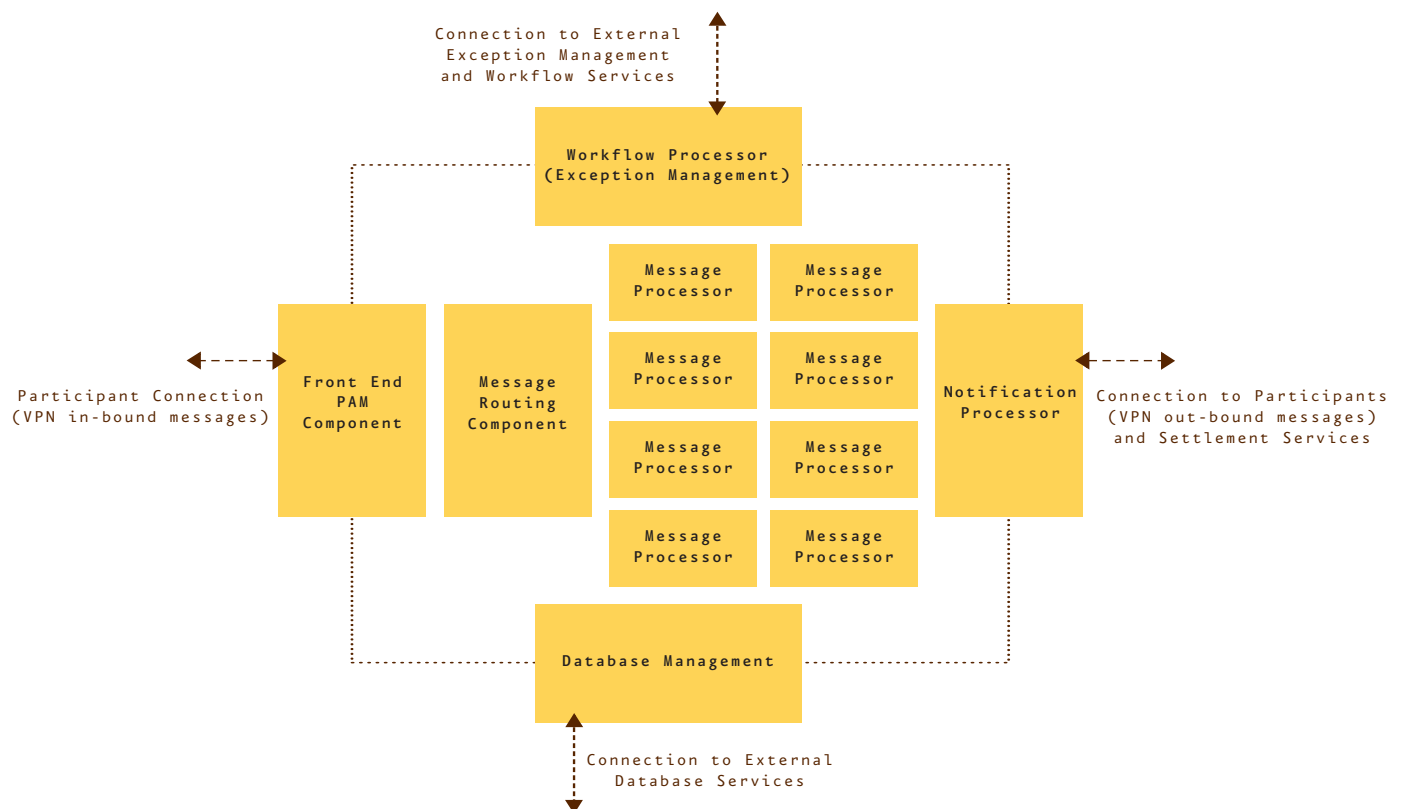 Connection to External
Exception Management
and Workflow Services
Workflow Processor
(Exception Management)
Message
Processor
Message
Processor
Message
Processor
Message
Processor
Participant Connection
(VPN in-bound messages)
Front End
PAM
Component
Message
Routing
Component
Notification
Processor
Connection to Participants
(VPN out-bound messages)
and Settlement Services
Message
Processor
Message
Processor
Message
Processor
Message
Processor
Database Management
Connection to External
Database Services